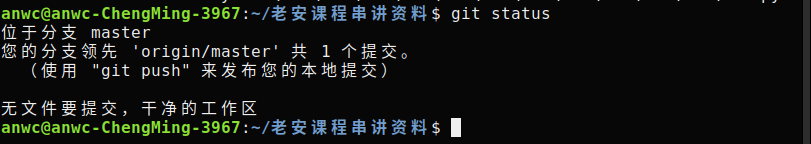 anwc@anwc-ChengMing-3967:~/老安课程串讲资料$ git status
位于分支 master
您的分支领先 'origin/master' 共 1 个提交。
（使用 "git push" 来发布您的本地提交）
无文件要提交，干净的工作区
anwc@anwc-ChengMing-3967:~/老安课程串讲资料$